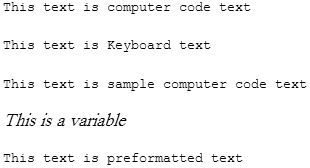 This text is computer code text
This text is Keyboard text
This text is sample computer code text
This is a variable
This text is preformatted text